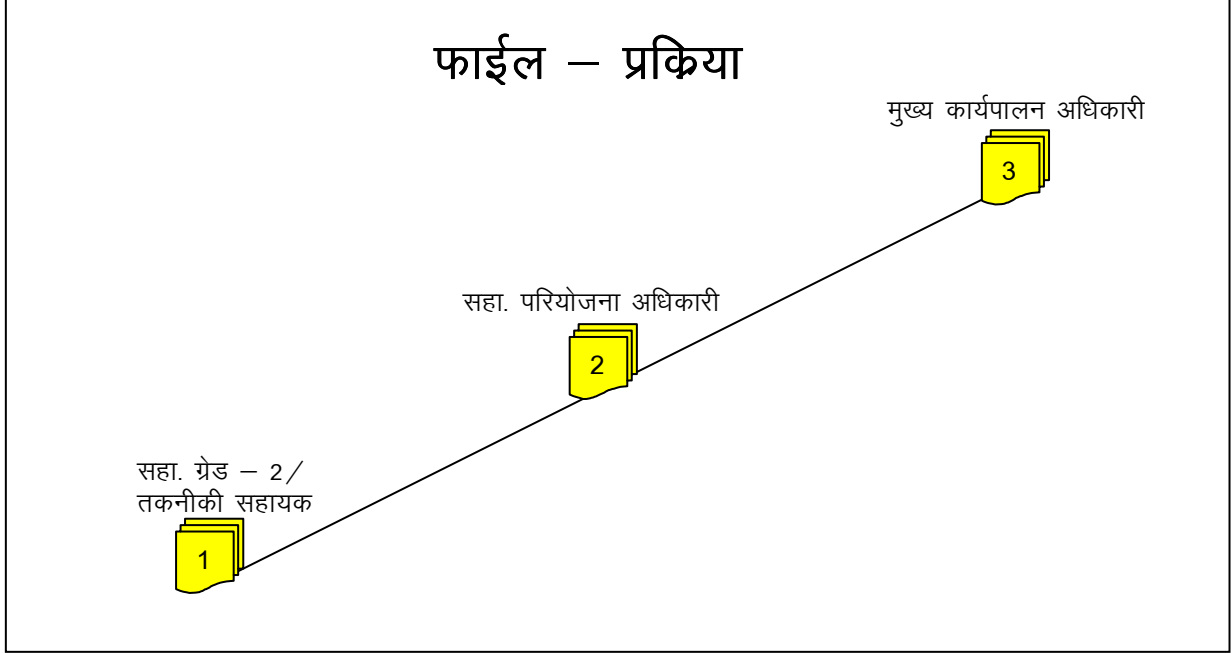 फाईल – प्रक्रिया
मुख्य कार्यपालन अधिकारी
3
सहा. परियोजना अधिकारी
2
सहा. ग्रेड – 2/
तकनीकी सहायक
1